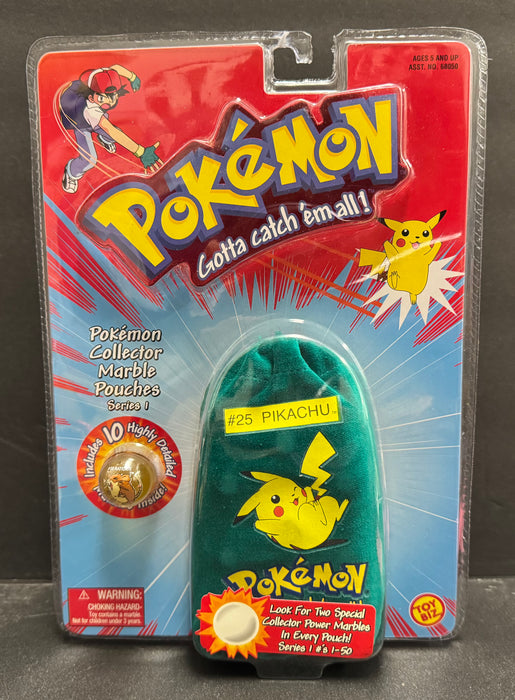 AGES 5 AND UP
ASST. NO. 68050
POKéMON
Gotta catch 'em all!
Pokémon
Collector
Marble
Pouches
Series 1
Includes 10 Highly Detailed
Inside!
#25 PIKACHU™
POKéMON
WARNING:
CHOKING HAZARD-
Toy contains a marble.
Not for children under 3 years.
Look For Two Special
Collector Power Marbles
In Every Pouch!
Series 1 #'s 1-50
TOY
BIZ